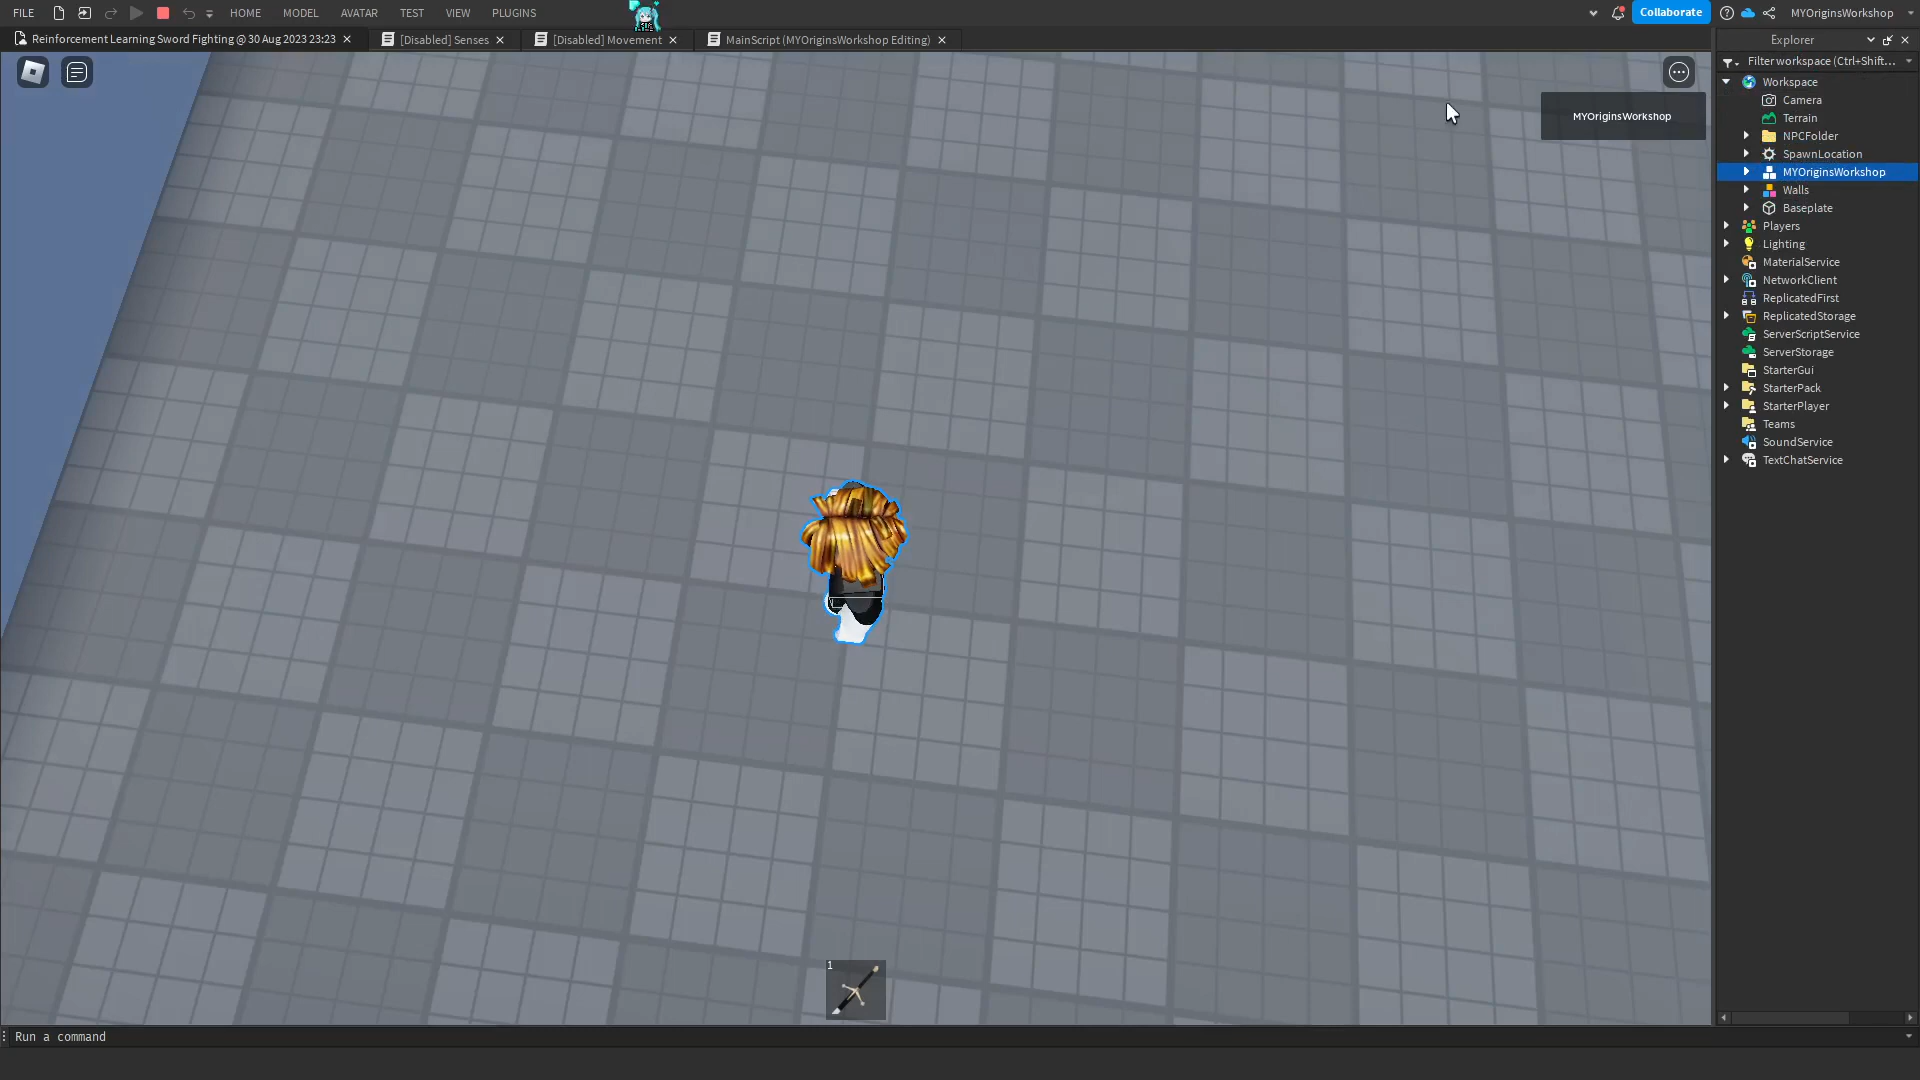 FILE HOME MODEL AVATAR TEST VIEW PLUGINS Collaborate MYOriginsWorkshop
Reinforcement Learning Sword Fighting @ 30 Aug 2023 23:23 [Disabled] Senses [Disabled] Movement MainScript (MYOriginsWorkshop Editing)
Explorer
Filter workspace (Ctrl+Shift...
MYOriginsWorkshop
Workspace
Camera
Terrain
NPCFolder
SpawnLocation
MYOriginsWorkshop
Walls
Baseplate
Players
Lighting
MaterialService
NetworkClient
ReplicatedFirst
ReplicatedStorage
ServerScriptService
ServerStorage
StarterGui
StarterPack
StarterPlayer
Teams
SoundService
TextChatService
1
Run a command